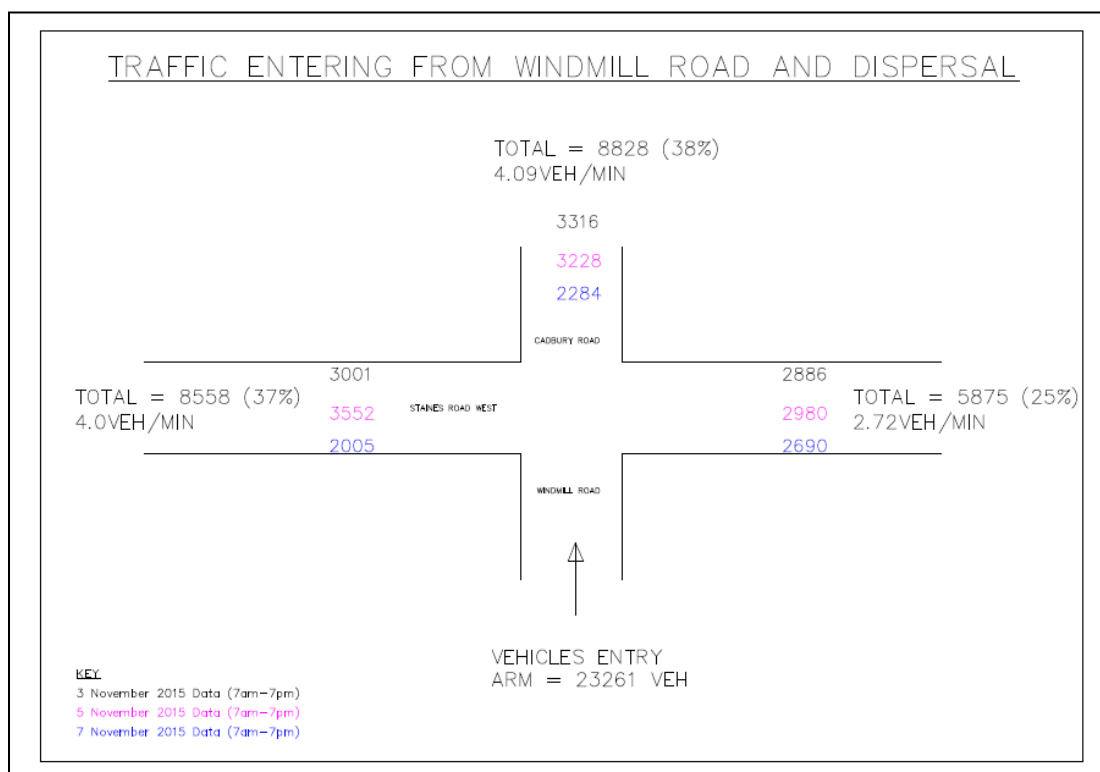 TRAFFIC ENTERING FROM WINDMILL ROAD AND DISPERSAL
TOTAL = 8828 (38%)
4.09VEH/MIN
3316
3228
2284
CADBURY ROAD
3001
2886
TOTAL = 8558 (37%)
4.0VEH/MIN
3552
STAINES ROAD WEST
2980
TOTAL = 5875 (25%)
2.72VEH/MIN
2005
2690
WINDMILL ROAD
VEHICLES ENTRY
ARM = 23261 VEH
KEY
3 November 2015 Data (7am-7pm)
5 November 2015 Data (7am-7pm)
7 November 2015 Data (7am-7pm)